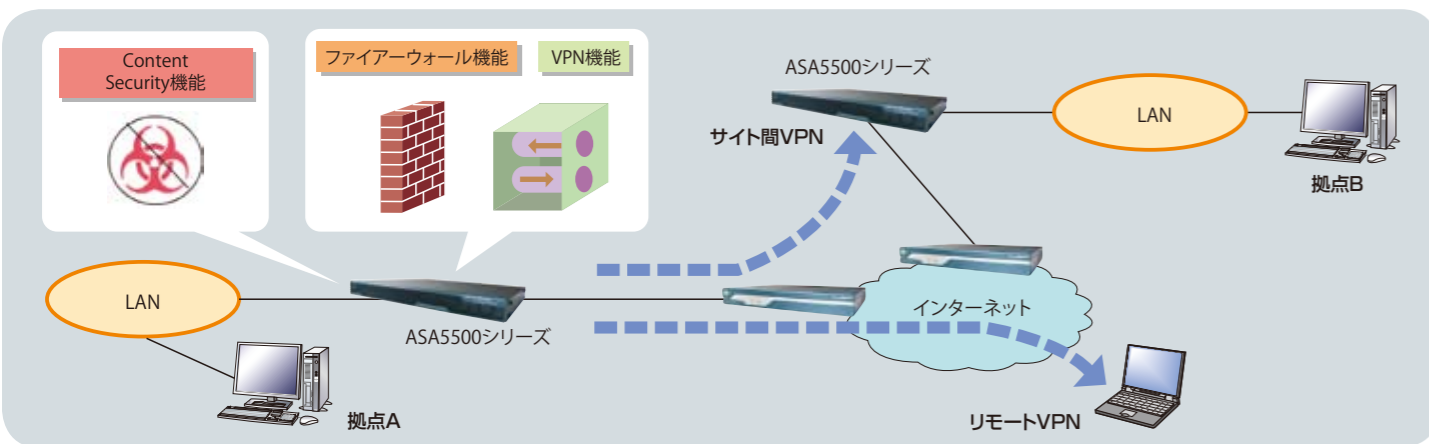 Content
Security機能
ファイアーウォール機能
VPN機能
ASA5500シリーズ
サイト間VPN
LAN
拠点B
LAN
ASA5500シリーズ
インターネット
拠点A
リモートVPN